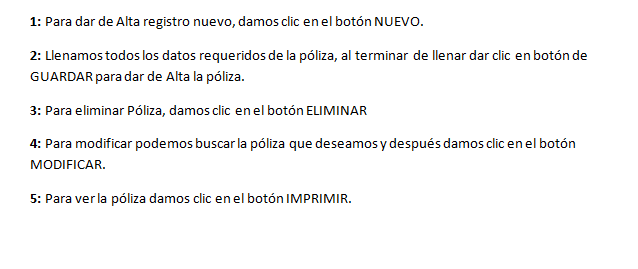 1: Para dar de Alta registro nuevo, damos clic en el botón NUEVO.
2: Llenamos todos los datos requeridos de la póliza, al terminar de llenar dar clic en botón de
GUARDAR para dar de Alta la póliza.
3: Para eliminar Póliza, damos clic en el botón ELIMINAR
4: Para modificar podemos buscar la póliza que deseamos y después damos clic en el botón
MODIFICAR.
5: Para ver la póliza damos clic en el botón IMPRIMIR.